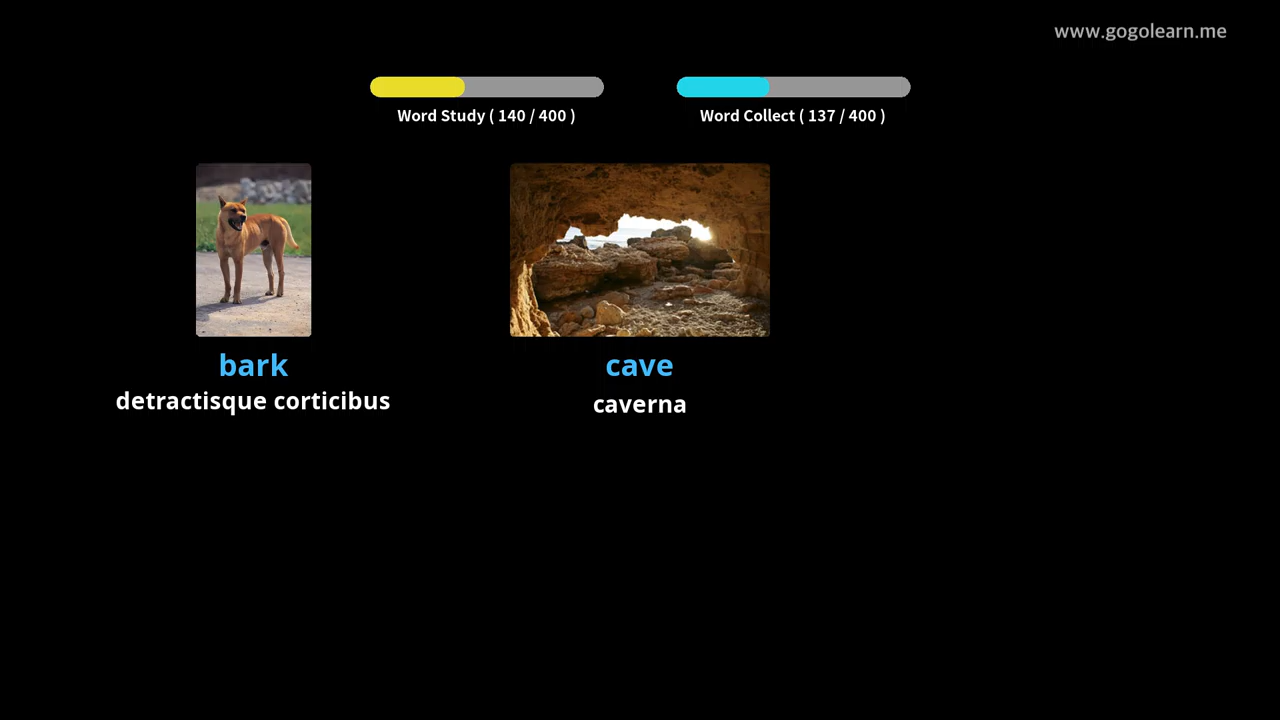 www.gogolearn.me
Word Study ( 140 / 400 )
Word Collect ( 137 / 400 )
bark
detractisque corticibus
cave
caverna